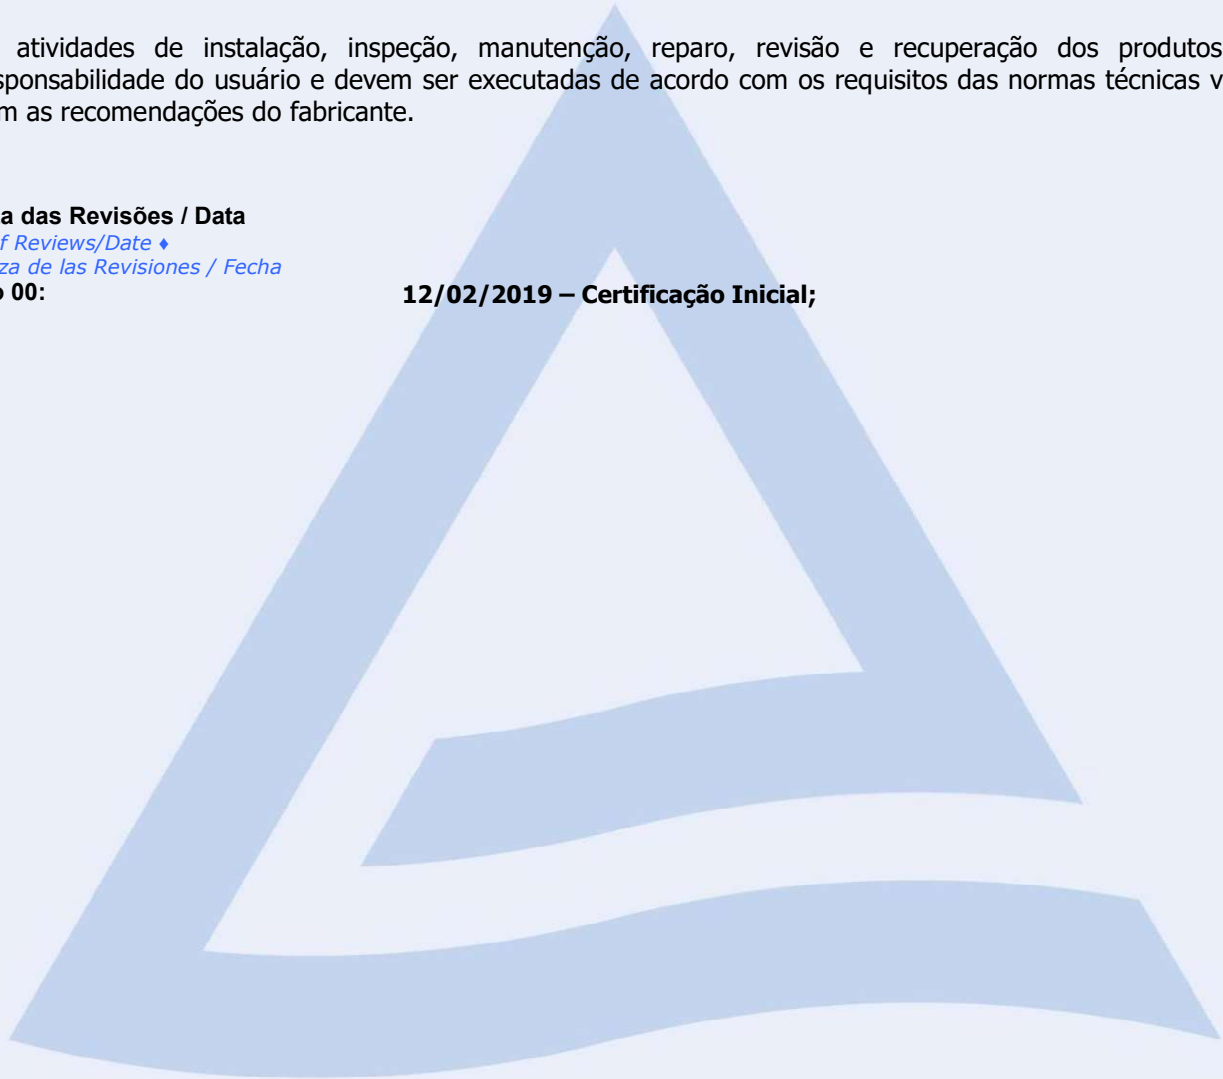 atividades de instalação, inspeção, manutenção, reparo, revisão e recuperação dos produtos
sponsabilidade do usuário e devem ser executadas de acordo com os requisitos das normas técnicas v
m as recomendações do fabricante.
a das Revisões / Data
f Reviews/Date ♦
za de las Revisiones / Fecha
o 00: 12/02/2019 – Certificação Inicial;